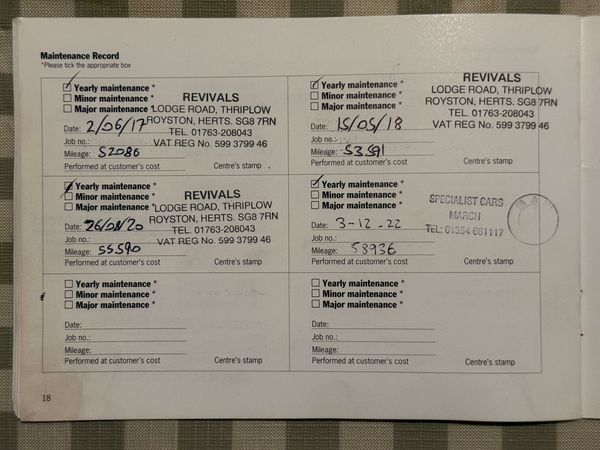 Maintenance Record
*Please tick the appropriate box
Yearly maintenance *
Minor maintenance *
Major maintenance *
REVIVALS
LODGE ROAD, THRIPLOW
ROYSTON, HERTS. SG8 7RN
TEL. 01763-208043
VAT REG No. 599 3799 46
Date: 2/06/17
Job no.:
Mileage: 52086
Performed at customer's cost
Centre's stamp
Yearly maintenance *
Minor maintenance *
Major maintenance *
REVIVALS
LODGE ROAD, THRIPLOW
ROYSTON, HERTS. SG8 7RN
TEL. 01763-208043
VAT REG No. 599 3799 46
Date: 15/05/18
Job no.:
Mileage: 53591
Performed at customer's cost
Centre's stamp
Yearly maintenance *
Minor maintenance *
Major maintenance *
REVIVALS
LODGE ROAD, THRIPLOW
ROYSTON, HERTS. SG8 7RN
TEL. 01763-208043
VAT REG No. 599 3799 46
Date: 26/08/20
Job no.:
Mileage: 55590
Performed at customer's cost
Centre's stamp
Yearly maintenance *
Minor maintenance *
Major maintenance *
SPECIALIST CARS
MARCH
TEL: 01354 661117
Date: 3-12-22
Job no.:
Mileage: 58936
Performed at customer's cost
Centre's stamp
Yearly maintenance *
Minor maintenance *
Major maintenance *
Date:
Job no.:
Mileage:
Performed at customer's cost
Centre's stamp
Yearly maintenance *
Minor maintenance *
Major maintenance *
Date:
Job no.:
Mileage:
Performed at customer's cost
Centre's stamp
18